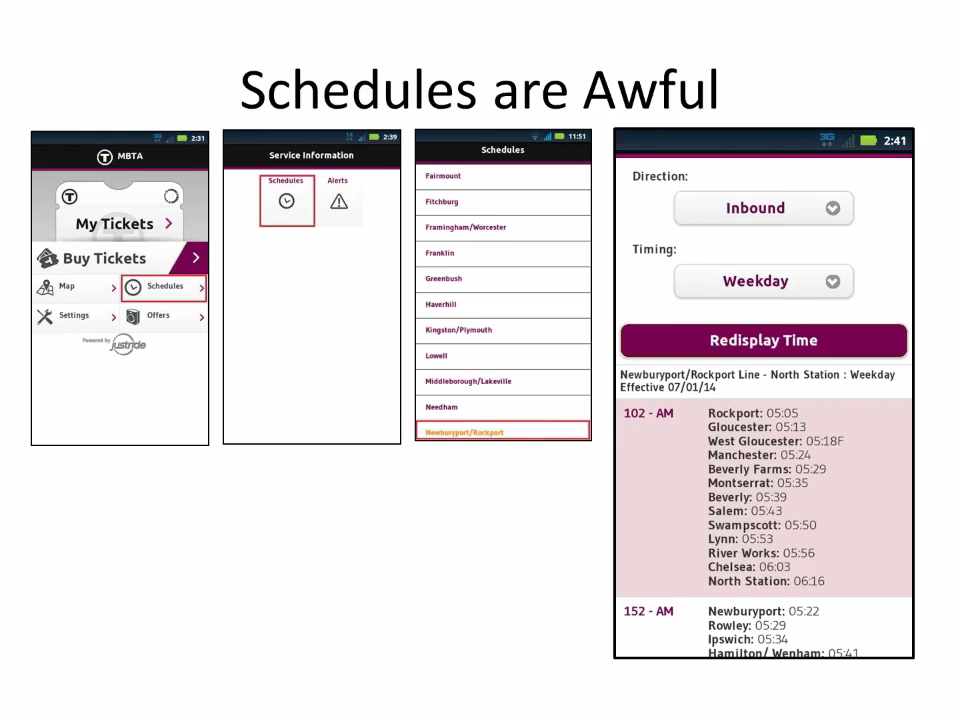 Schedules are Awful
2:31
MBTA
My Tickets
Buy Tickets
Map
Schedules
Settings
Offers
Powered by justride
2:39
Service Information
Schedules
Alerts
11:51
Schedules
Fairmount
Fitchburg
Framingham/Worcester
Franklin
Greenbush
Haverhill
Kingston/Plymouth
Lowell
Middleborough/Lakeville
Needham
Newburyport/Rockport
3G 2:41
Direction:
Inbound
Timing:
Weekday
Redisplay Time
Newburyport/Rockport Line - North Station : Weekday
Effective 07/01/14
102 - AM Rockport: 05:05
Gloucester: 05:13
West Gloucester: 05:18F
Manchester: 05:24
Beverly Farms: 05:29
Montserrat: 05:35
Beverly: 05:39
Salem: 05:43
Swampscott: 05:50
Lynn: 05:53
River Works: 05:56
Chelsea: 06:03
North Station: 06:16
152 - AM Newburyport: 05:22
Rowley: 05:29
Ipswich: 05:34
Hamilton/ Wenham: 05:41